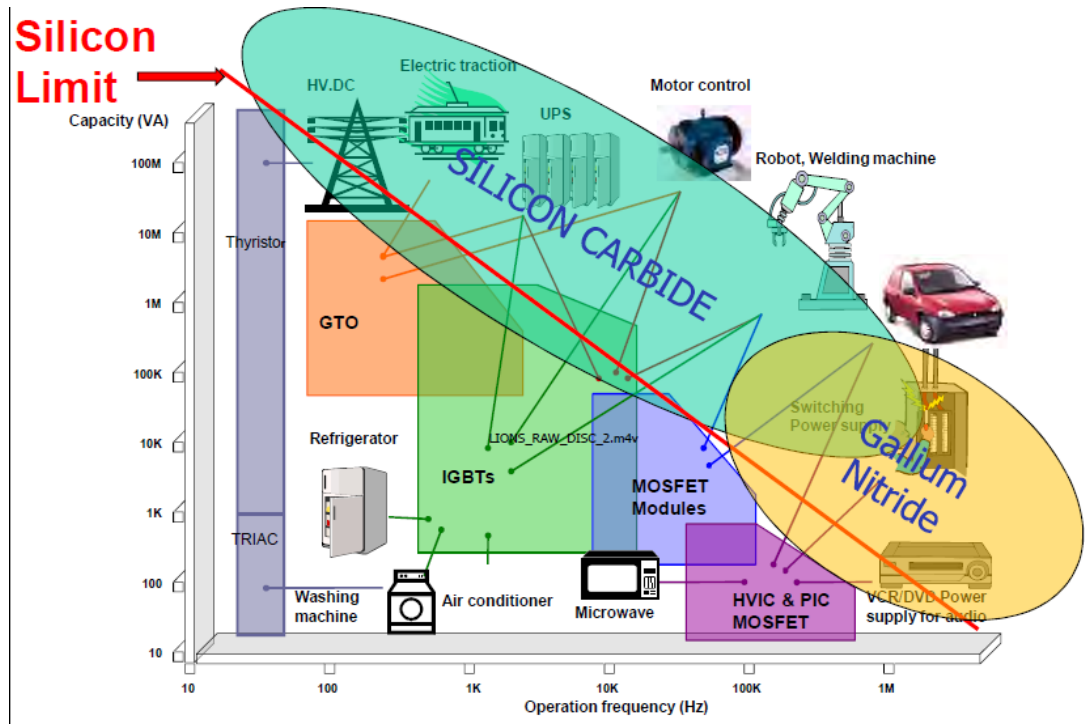 Silicon
Limit
Electric traction
HV.DC
Motor control
Capacity (VA)
UPS
100M
Robot, Welding machine
SILICON CARBIDE
10M
Thyristor
1M
GTO
100K
Switching
Power supply
Gallium
Nitride
Refrigerator
10K
LIONS_RAW_DISC_2.m4v
IGBTs
MOSFET
Modules
1K
TRIAC
100
Washing
machine
Air conditioner
Microwave
HVIC & PIC
MOSFET
VCR/DVD Power
supply for audio
10
10
100
1K
10K
100K
1M
Operation frequency (Hz)